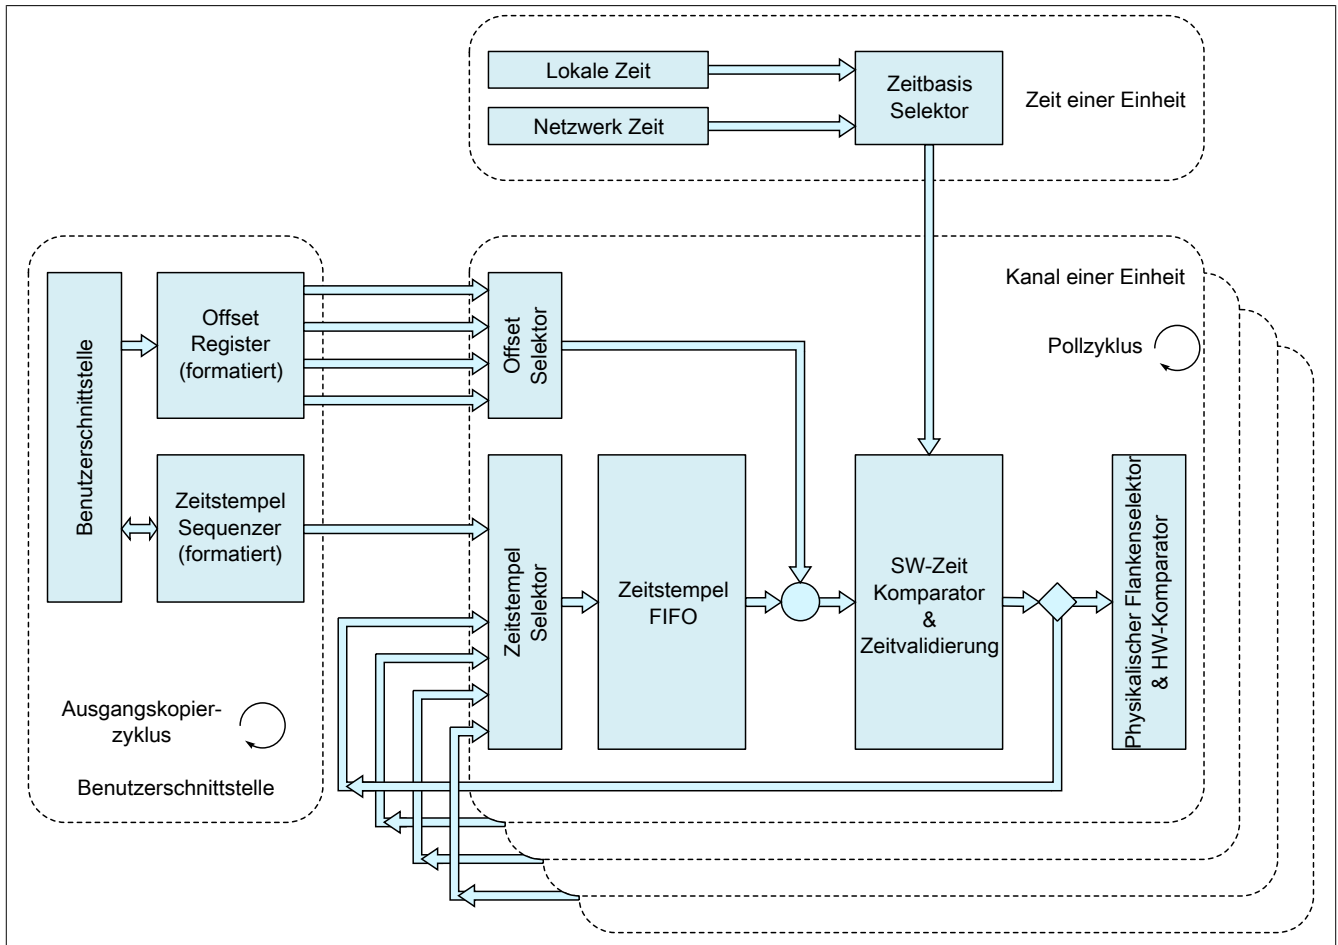 Lokale Zeit
Netzwerk Zeit
Zeitbasis
Selektor
Zeit einer Einheit
Benutzerschnittstelle
Offset
Register
(formatiert)
Zeitstempel
Sequenzer
(formatiert)
Ausgangskopier-
zyklus
Benutzerschnittstelle
Offset
Selektor
Kanal einer Einheit
Pollzyklus
Zeitstempel
Selektor
Zeitstempel
FIFO
SW-Zeit
Komparator
&
Zeitvalidierung
Physikalischer Flankenselektor
& HW-Komparator